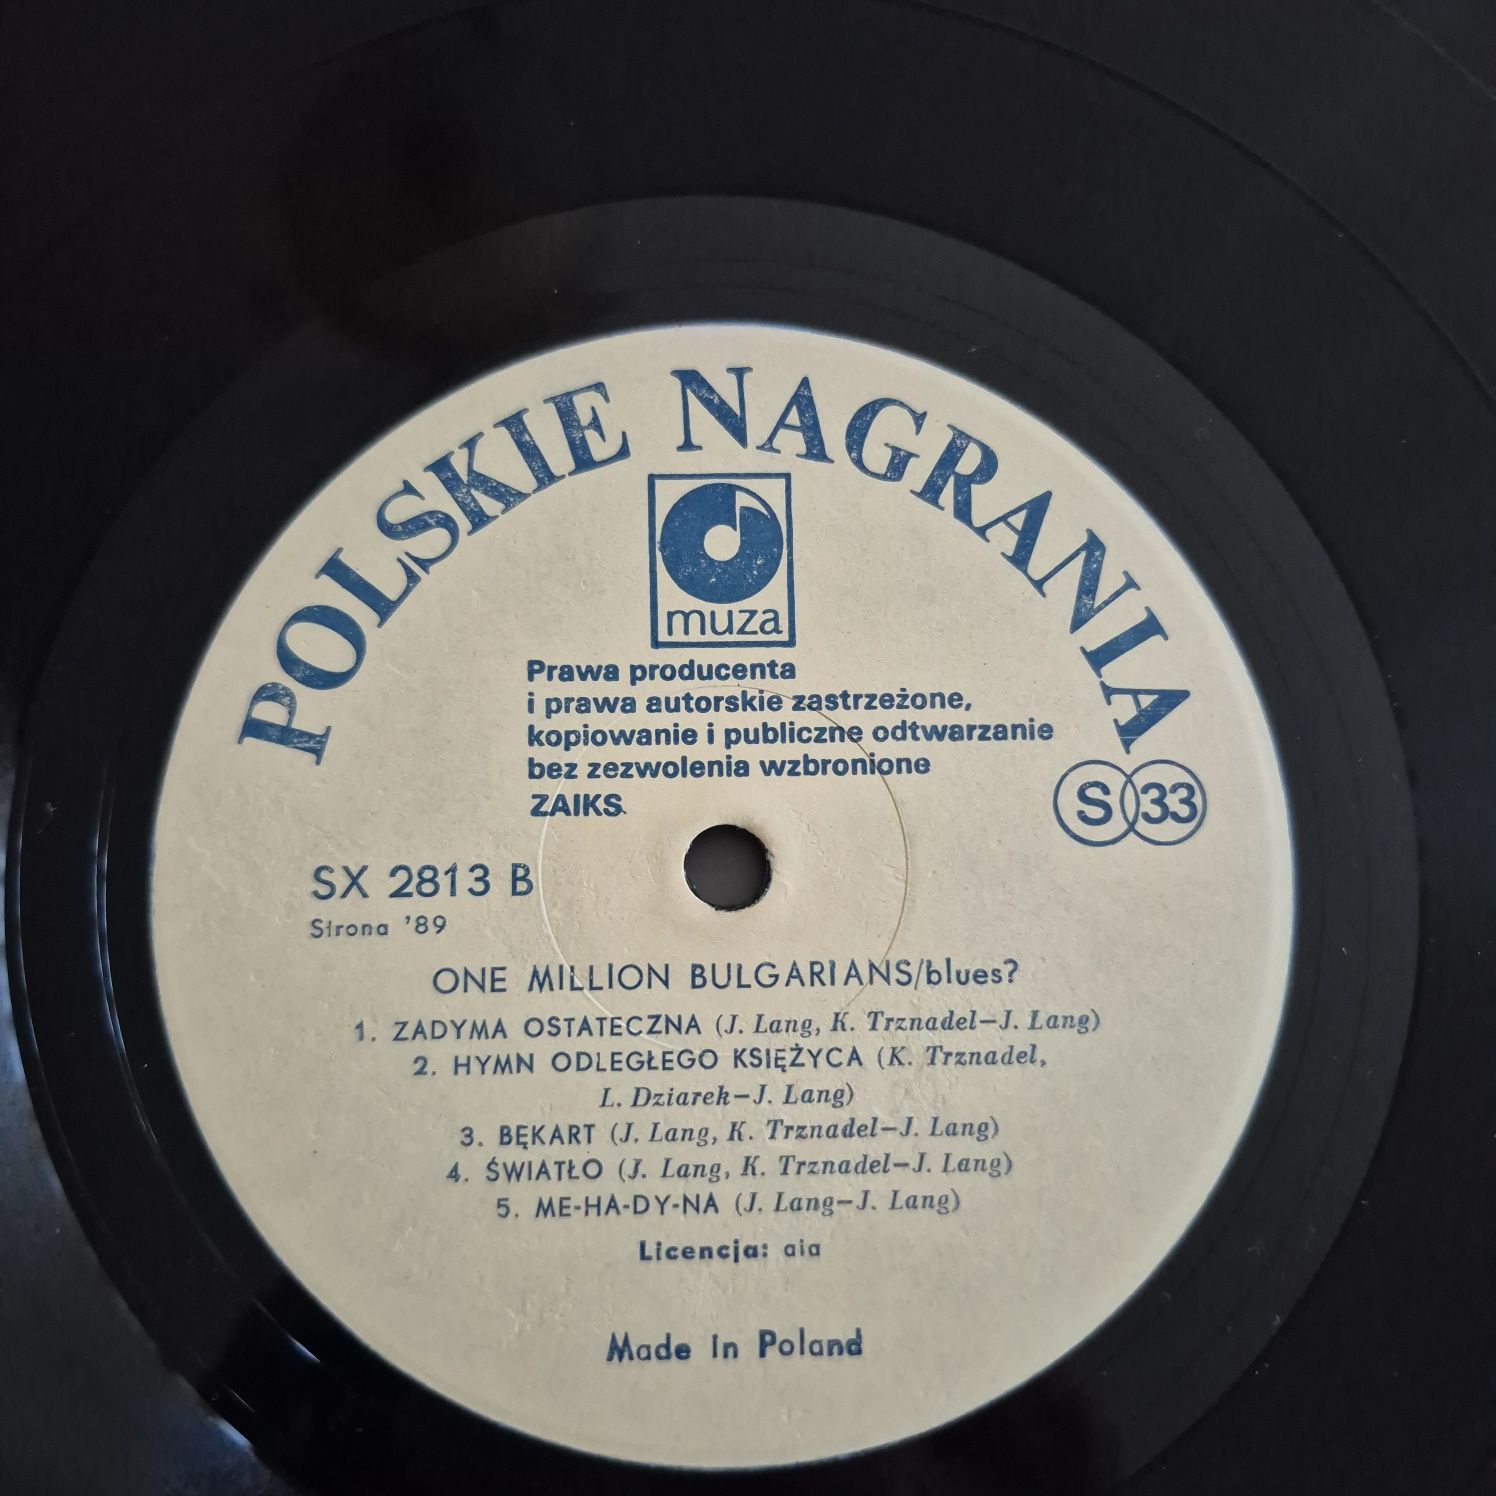 POLSKIE NAGRANIA
muza
Prawa producenta
i prawa autorskie zastrzeżone,
kopiowanie i publiczne odtwarzanie
bez zezwolenia wzbronione
ZAIKS
S 33
SX 2813 B
Strona '89
ONE MILLION BULGARIANS/blues?
1. ZADYMA OSTATECZNA (J. Lang, K. Trznadel–J. Lang)
2. HYMN ODLEGŁEGO KSIĘŻYCA (K. Trznadel,
L. Dziarek–J. Lang)
3. BĘKART (J. Lang, K. Trznadel–J. Lang)
4. ŚWIATŁO (J. Lang, K. Trznadel–J. Lang)
5. ME-HA-DY-NA (J. Lang–J. Lang)
Licencja: aia
Made in Poland